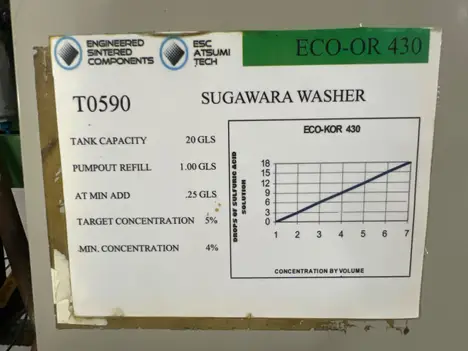 ENGINEERED
SINTERED
COMPONENTS
ESC
ATSUMI
TECH
ECO-OR 430
T0590 SUGAWARA WASHER
TANK CAPACITY 20 GLS
PUMPOUT REFILL 1.00 GLS
AT MIN ADD .25 GLS
TARGET CONCENTRATION 5%
.MIN. CONCENTRATION 4%
ECO-KOR 430
DROPS OF SULFURIC ACID
SOLUTION
18
15
12
9
6
3
0
1 2 3 4 5 6 7
CONCENTRATION BY VOLUME